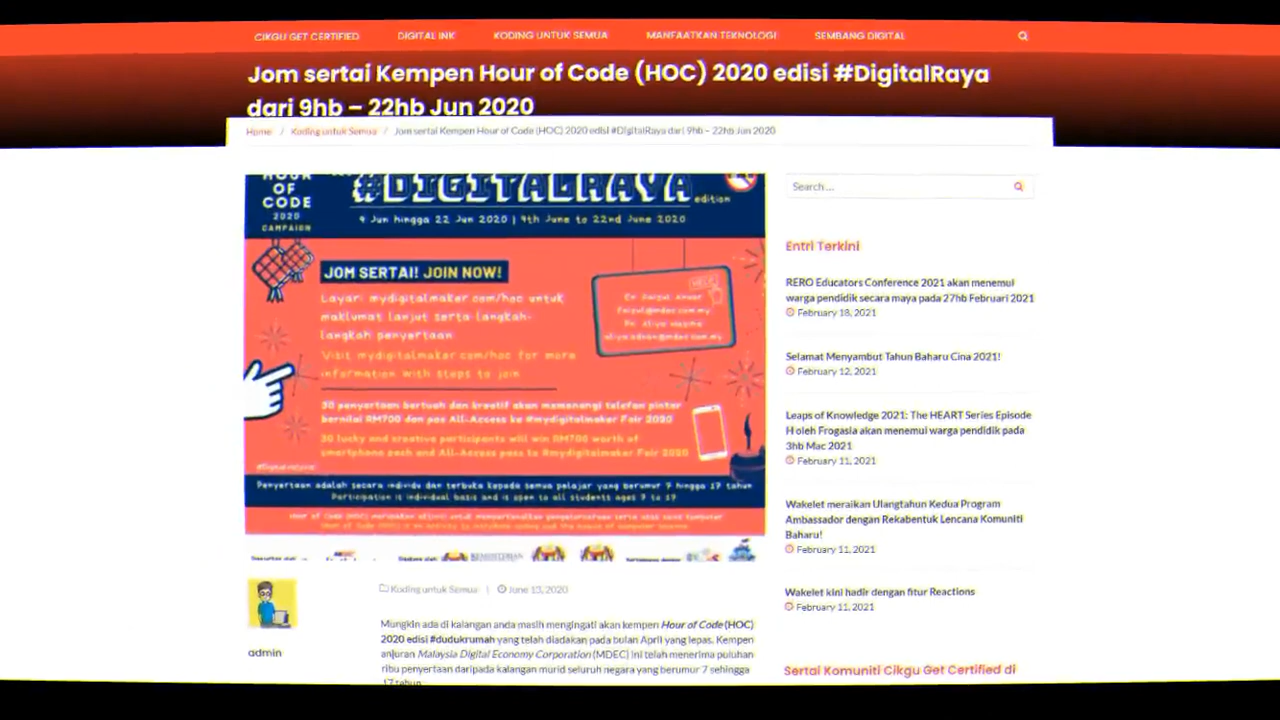 CIKGU GET CERTIFIED DIGITAL INK KODING UNTUK SEMUA MANFAATKAN TEKNOLOGI SEMBANG DIGITAL
Jom sertai Kempen Hour of Code (HOC) 2020 edisi #DigitalRaya
dari 9hb – 22hb Jun 2020
Home / Koding untuk Semua / Jom sertai Kempen Hour of Code (HOC) 2020 edisi #DigitalRaya dari 9hb – 22hb Jun 2020
HOUR
OF
CODE
2020
CAMPAIGN
#DIGITALRAYA edition
9 Jun hingga 22 Jun 2020 | 9th June to 22nd June 2020
JOM SERTAI! JOIN NOW!
Layari mydigitalmaker.com/hoc untuk
maklumat lanjut serta langkah-
langkah penyertaan
Visit mydigitalmaker.com/hoc for more
information with steps to join
HELP
30 penyertaan bertuah dan kreatif akan memenangi telefon pintar
bernilai RM700 dan pas All-Access ke #mydigitalmaker Fair 2020
30 lucky and creative participants will win RM700 worth of
smartphone each and All-Access pass to #mydigitalmaker Fair 2020
Penyertaan adalah secara individu dan terbuka kepada semua pelajar yang berumur 7 hingga 17 tahun
Participation is individual basis and is open to all students ages 7 to 17
KEMENTERIAN
admin
Koding untuk Semua | June 13, 2020
Mungkin ada di kalangan anda masih mengingati akan kempen Hour of Code (HOC)
2020 edisi #dudukrumah yang telah diadakan pada bulan April yang lepas. Kempen
anjuran Malaysia Digital Economy Corporation (MDEC) ini telah menerima puluhan
ribu penyertaan daripada kalangan murid seluruh negara yang berumur 7 sehingga
17 tahun.
Search ...
Entri Terkini
RERO Educators Conference 2021 akan menemui
warga pendidik secara maya pada 27hb Februari 2021
February 18, 2021
Selamat Menyambut Tahun Baharu Cina 2021!
February 12, 2021
Leaps of Knowledge 2021: The HEART Series Episode
H oleh Frogasia akan menemui warga pendidik pada
3hb Mac 2021
February 11, 2021
Wakelet meraikan Ulangtahun Kedua Program
Ambassador dengan Rekabentuk Lencana Komuniti
Baharu!
February 11, 2021
Wakelet kini hadir dengan fitur Reactions
February 11, 2021
Sertai Komuniti Cikgu Get Certified di